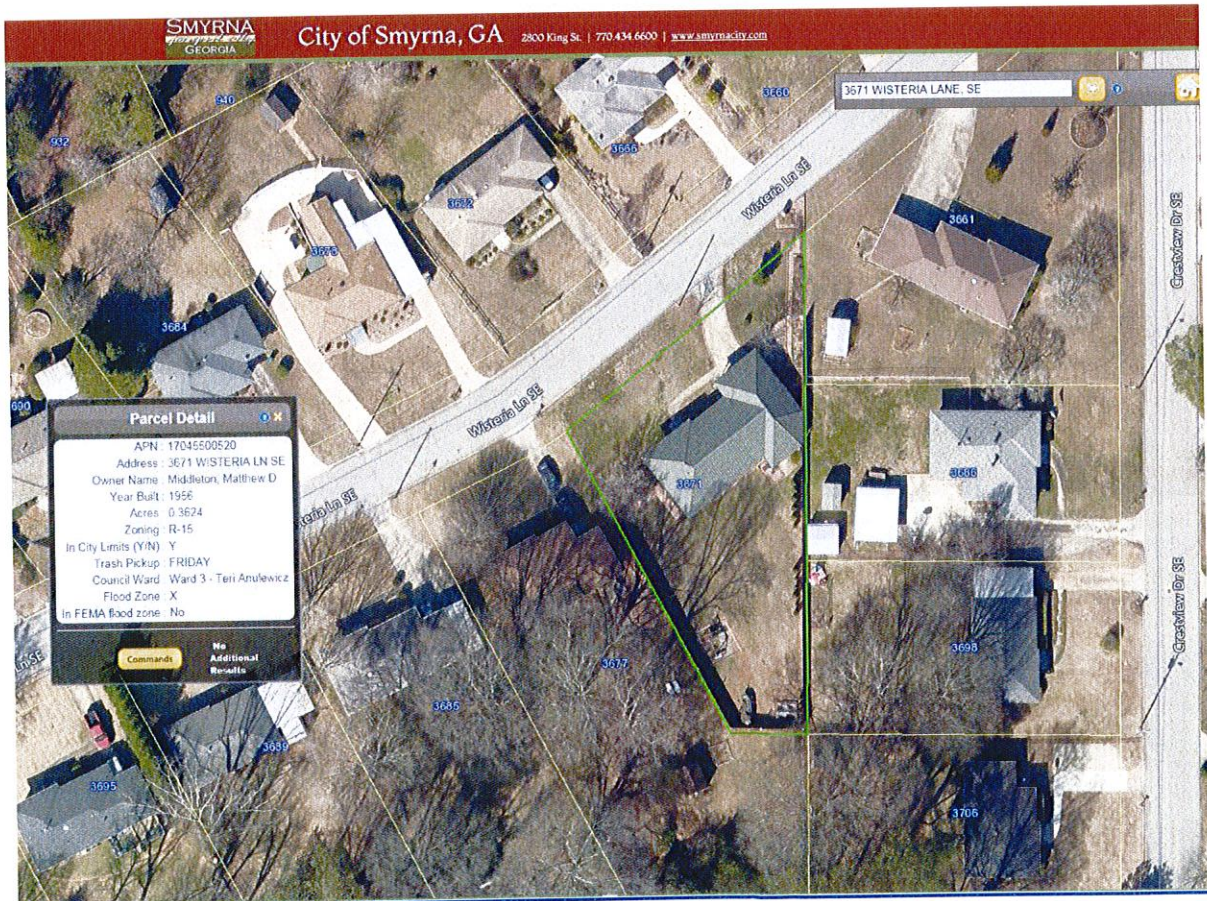 SMYRNA
GEORGIA
City of Smyrna, GA 2800 King St. | 770.434.6600 | www.smyrnacity.com
3671 WISTERIA LANE, SE
940
3660
932
3666
3672
Wisteria Ln SE
3661
Crestview Dr SE
3675
3684
690
Wisteria Ln SE
3671
3686
Wisteria Ln SE
Crestview Dr SE
3677
3698
Ln SE
3685
3689
3695
3706
Parcel Detail
APN : 17045500520
Address : 3671 WISTERIA LN SE
Owner Name : Middleton, Matthew D
Year Built : 1956
Acres : 0.3624
Zoning : R-15
In City Limits (Y/N) : Y
Trash Pickup : FRIDAY
Council Ward : Ward 3 - Teri Anulewicz
Flood Zone : X
In FEMA flood zone : No
Commands
No
Additional
Results